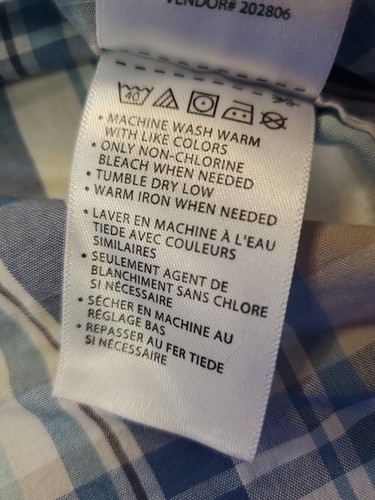 VENDOR# 202806
40
• MACHINE WASH WARM
WITH LIKE COLORS
• ONLY NON-CHLORINE
BLEACH WHEN NEEDED
• TUMBLE DRY LOW
• WARM IRON WHEN NEEDED
• LAVER EN MACHINE À L'EAU
TIEDE AVEC COULEURS
SIMILAIRES
• SEULEMENT AGENT DE
BLANCHIMENT SANS CHLORE
SI NÉCESSAIRE
• SÉCHER EN MACHINE AU
RÉGLAGE BAS
• REPASSER AU FER TIEDE
SI NÉCESSAIRE